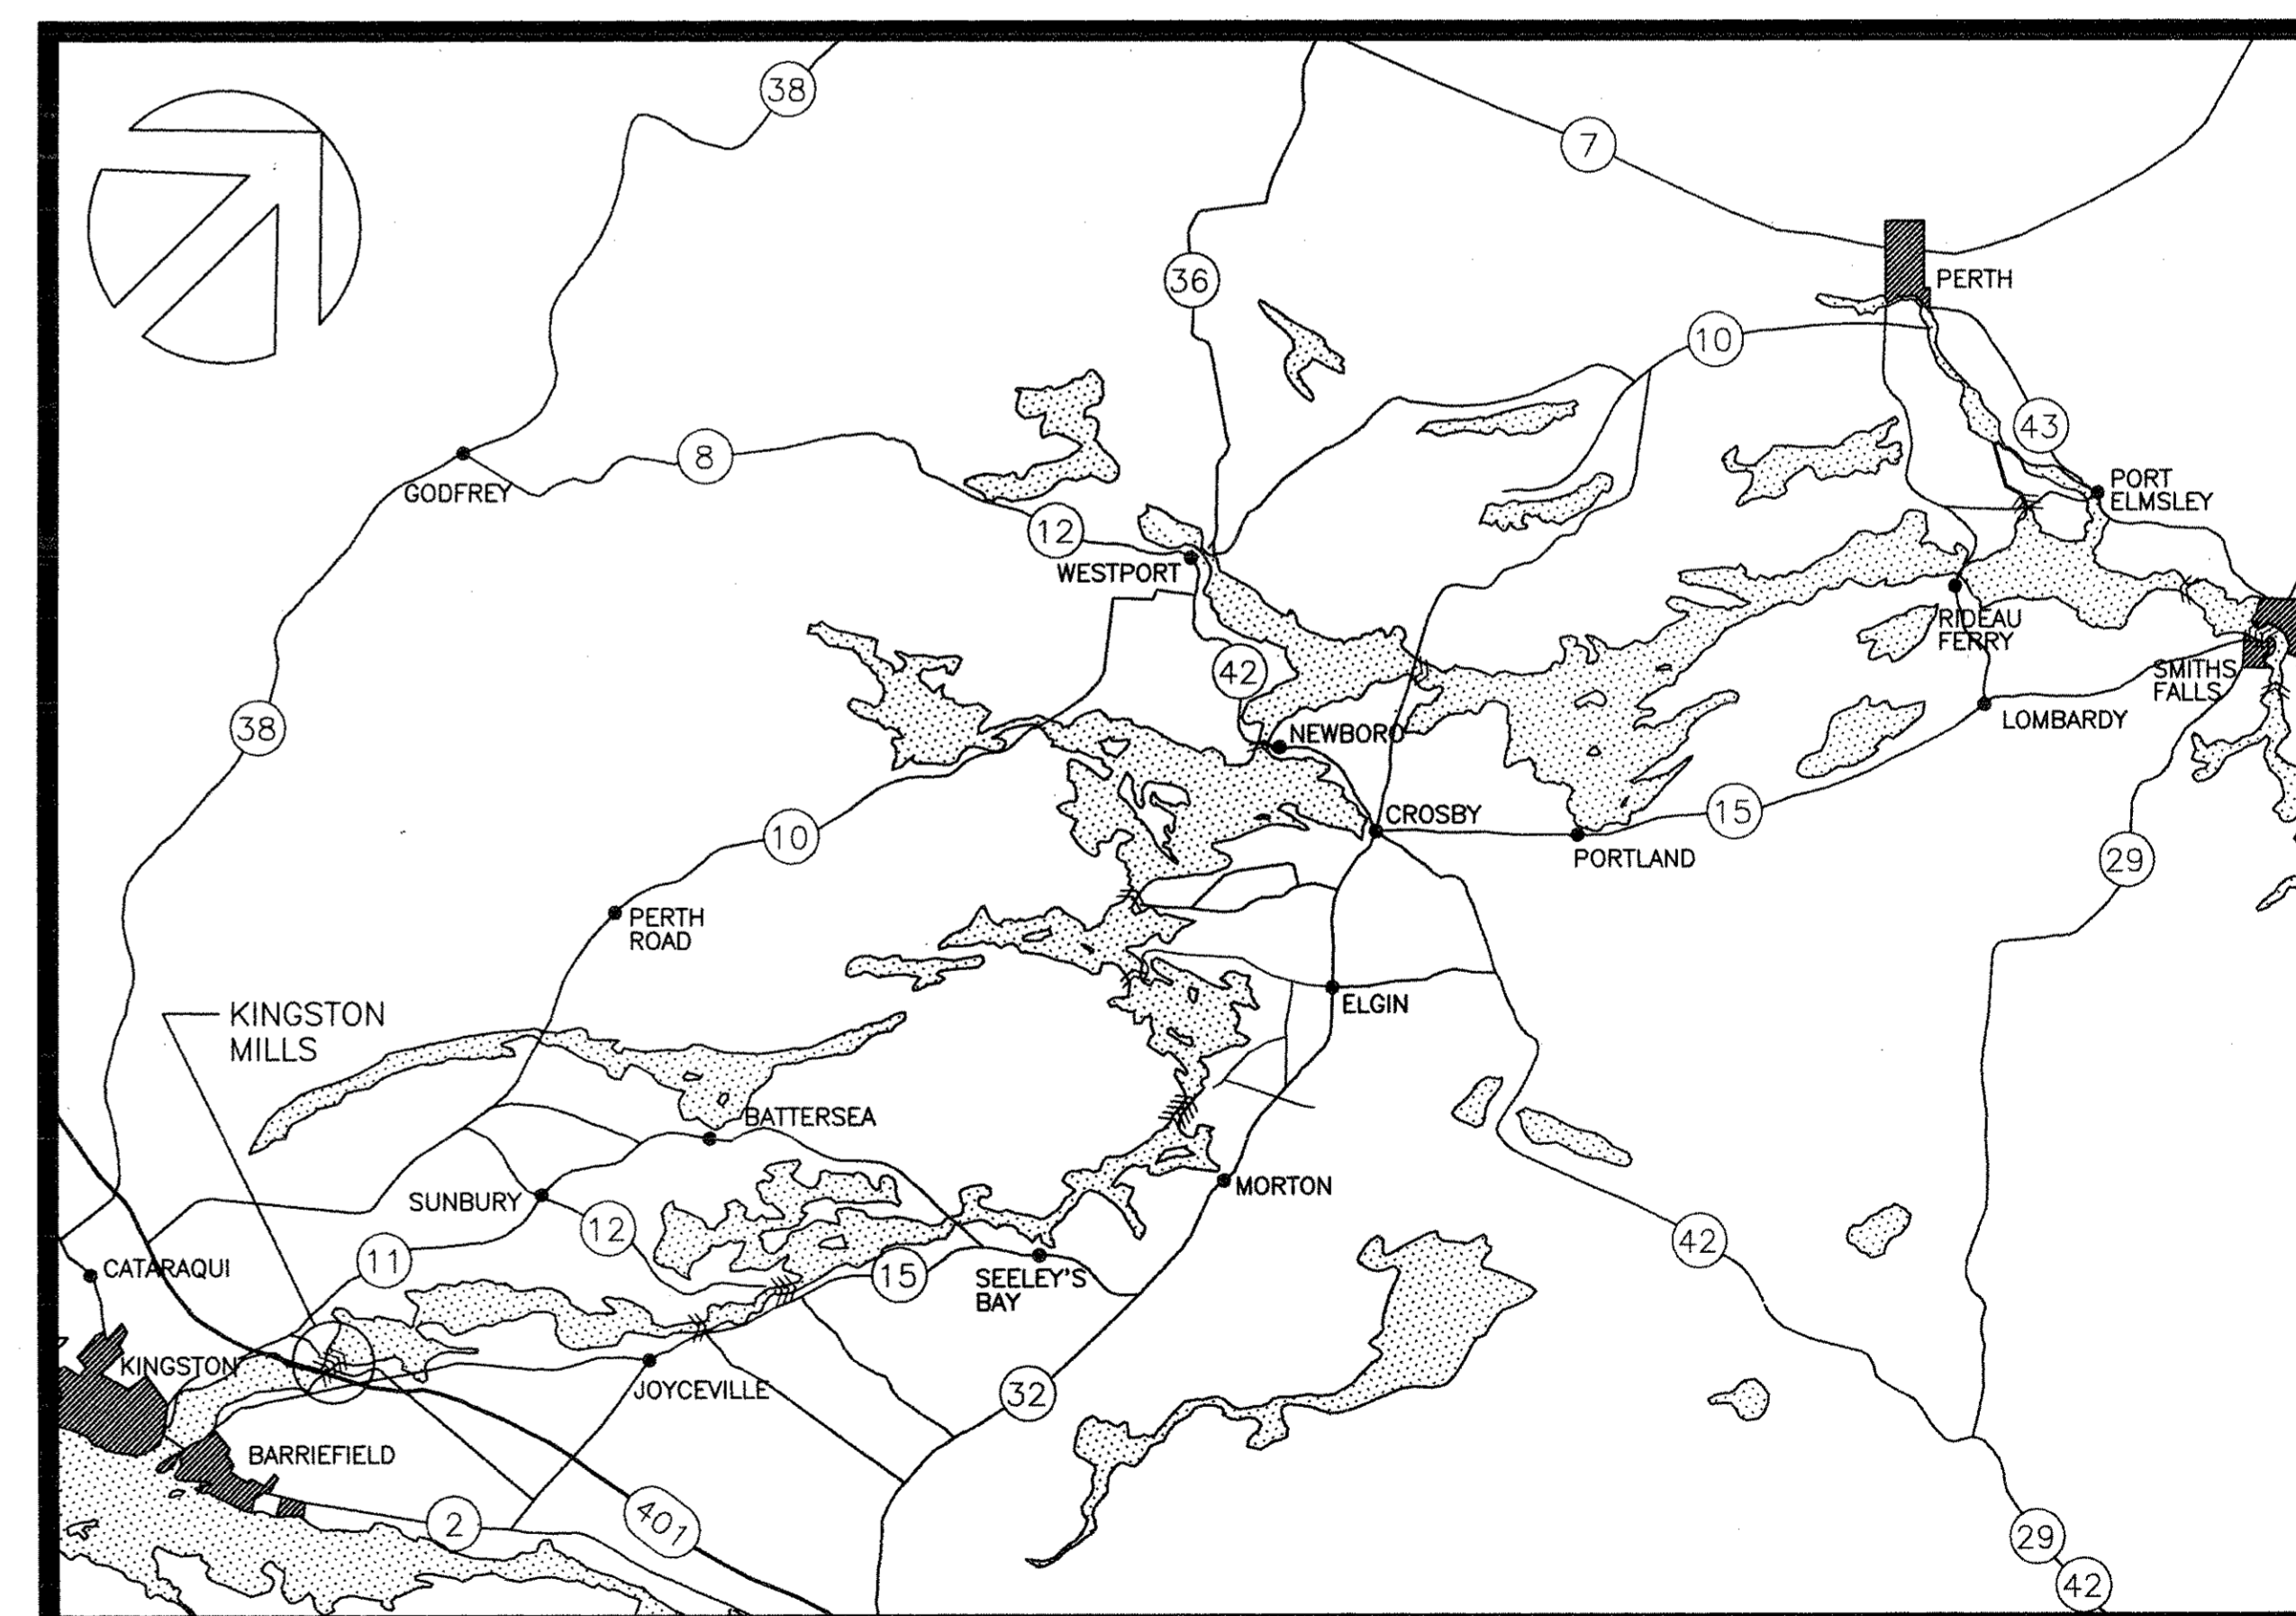 38
7
36
PERTH
10
43
8
GODFREY
PORT
ELMSLEY
12
WESTPORT
RIDEAU
FERRY
42
SMITHS
FALLS
38
NEWBORO
LOMBARDY
10
CROSBY
15
PORTLAND
29
PERTH
ROAD
ELGIN
KINGSTON
MILLS
BATTERSEA
SUNBURY
MORTON
12
11
42
CATARAQUI
15
SEELEY'S
BAY
KINGSTON
JOYCEVILLE
32
BARRIEFIELD
2
401
29
42